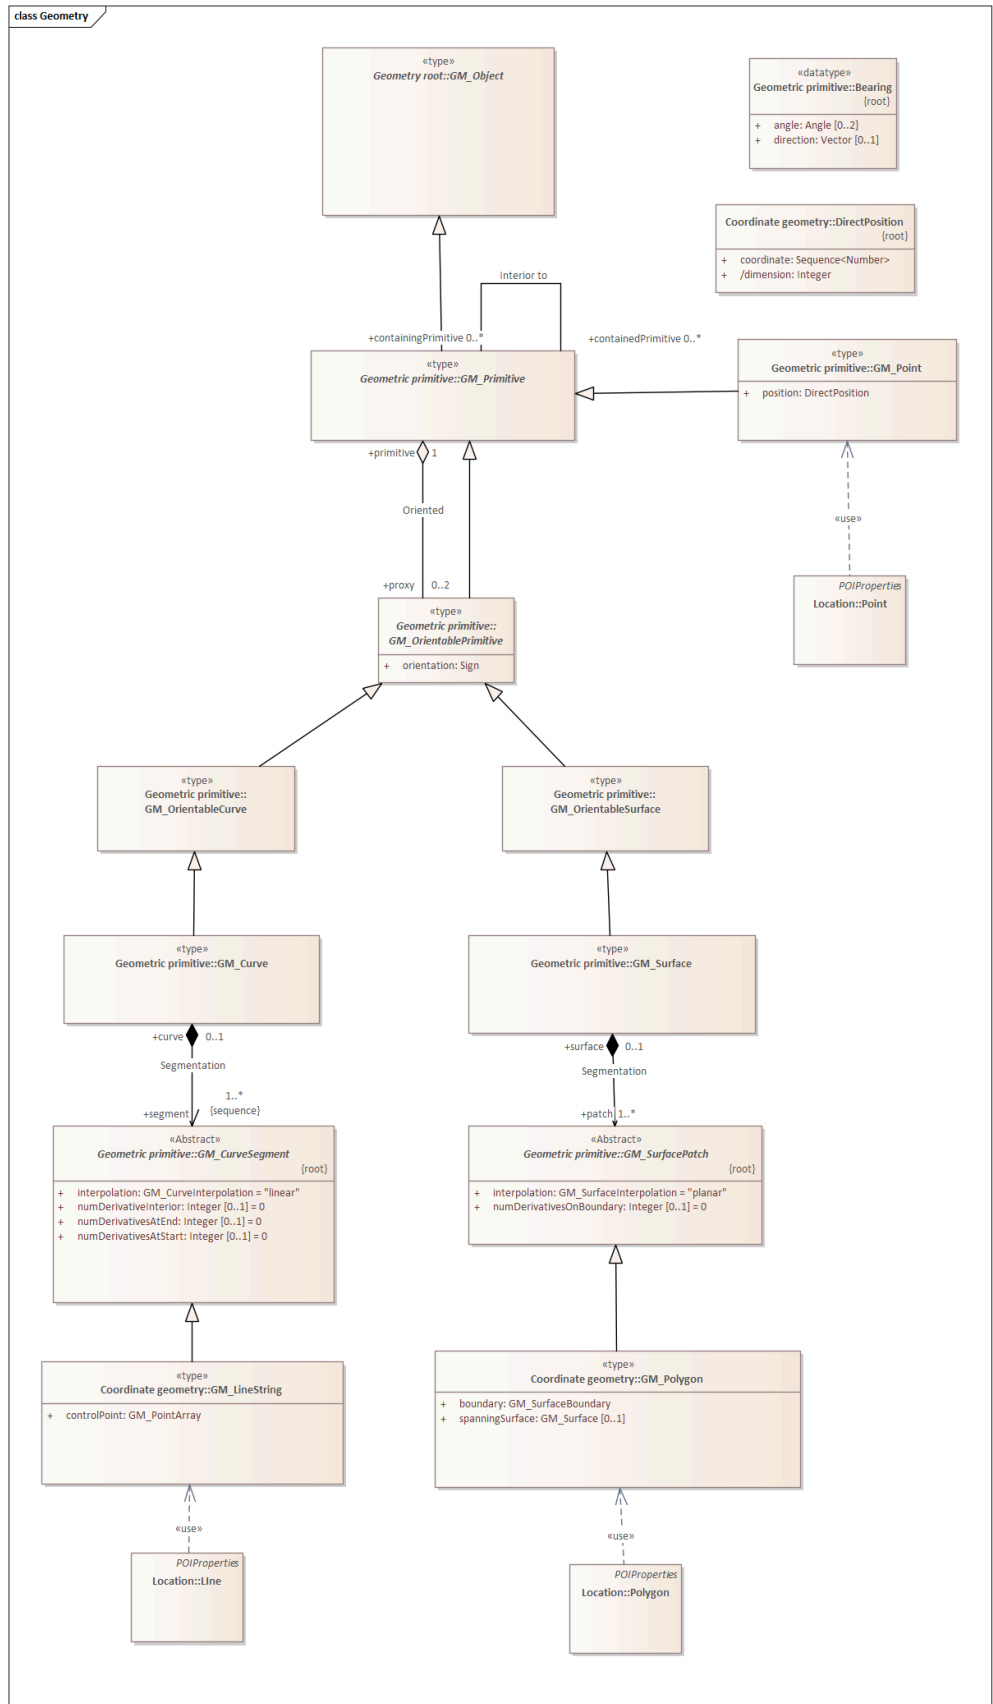 class Geometry
«type»
Geometry root::GM_Object
«datatype»
Geometric primitive::Bearing
{root}
+ angle: Angle [0..2]
+ direction: Vector [0..1]
Coordinate geometry::DirectPosition
{root}
+ coordinate: Sequence<Number>
+ /dimension: Integer
Interior to
+containingPrimitive 0..*
+containedPrimitive 0..*
«type»
Geometric primitive::GM_Primitive
«type»
Geometric primitive::GM_Point
+ position: DirectPosition
+primitive 1
Oriented
+proxy 0..2
«use»
POIProperties
Location::Point
«type»
Geometric primitive::
GM_OrientablePrimitive
+ orientation: Sign
«type»
Geometric primitive::
GM_OrientableCurve
«type»
Geometric primitive::
GM_OrientableSurface
«type»
Geometric primitive::GM_Curve
«type»
Geometric primitive::GM_Surface
+curve 0..1
Segmentation
1..*
+segment {sequence}
+surface 0..1
Segmentation
+patch 1..*
«Abstract»
Geometric primitive::GM_CurveSegment
{root}
+ interpolation: GM_CurveInterpolation = "linear"
+ numDerivativeInterior: Integer [0..1] = 0
+ numDerivativesAtEnd: Integer [0..1] = 0
+ numDerivativesAtStart: Integer [0..1] = 0
«Abstract»
Geometric primitive::GM_SurfacePatch
{root}
+ interpolation: GM_SurfaceInterpolation = "planar"
+ numDerivativesOnBoundary: Integer [0..1] = 0
«type»
Coordinate geometry::GM_LineString
+ controlPoint: GM_PointArray
«type»
Coordinate geometry::GM_Polygon
+ boundary: GM_SurfaceBoundary
+ spanningSurface: GM_Surface [0..1]
«use»
POIProperties
Location::LIne
«use»
POIProperties
Location::Polygon